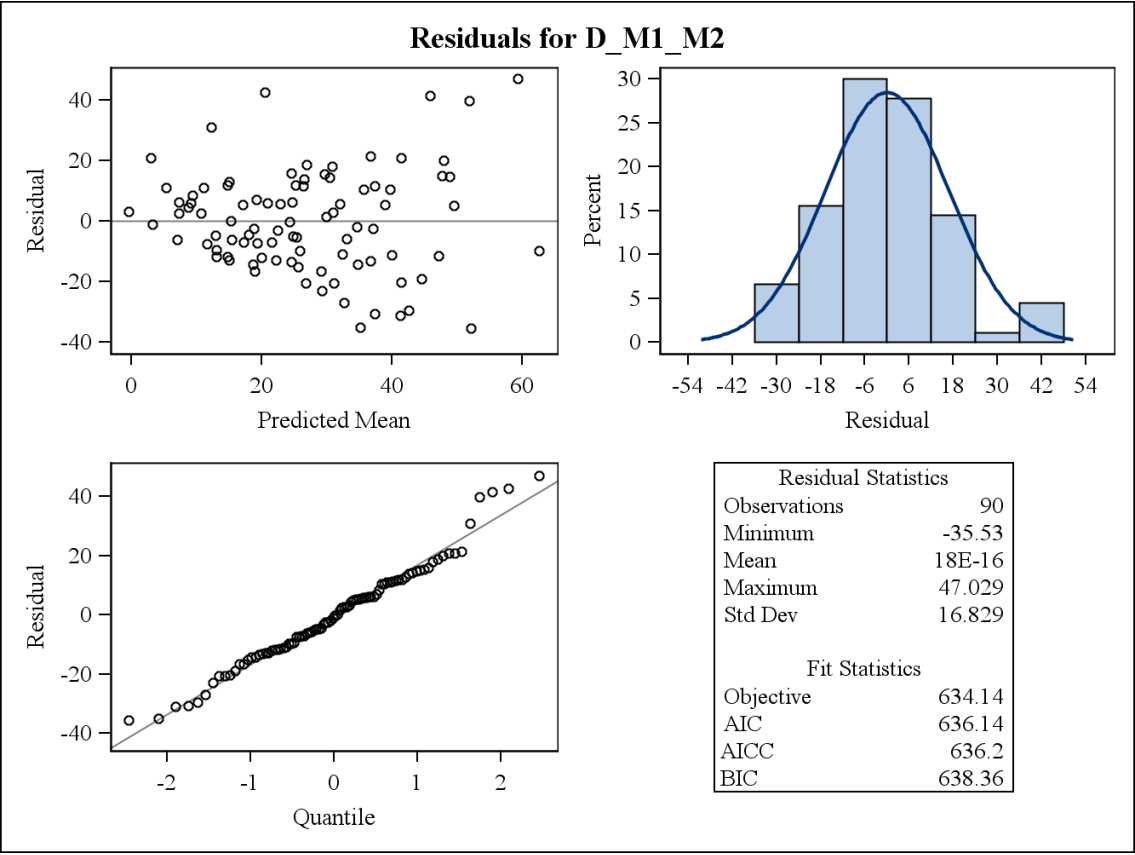 Residuals for D_M1_M2
Residual
40
20
0
-20
-40
0 20 40 60
Predicted Mean
Percent
30
25
20
15
10
5
0
-54 -42 -30 -18 -6 6 18 30 42 54
Residual
Residual
40
20
0
-20
-40
-2 -1 0 1 2
Quantile
Residual Statistics
Observations 90
Minimum -35.53
Mean 18E-16
Maximum 47.029
Std Dev 16.829
Fit Statistics
Objective 634.14
AIC 636.14
AICC 636.2
BIC 638.36